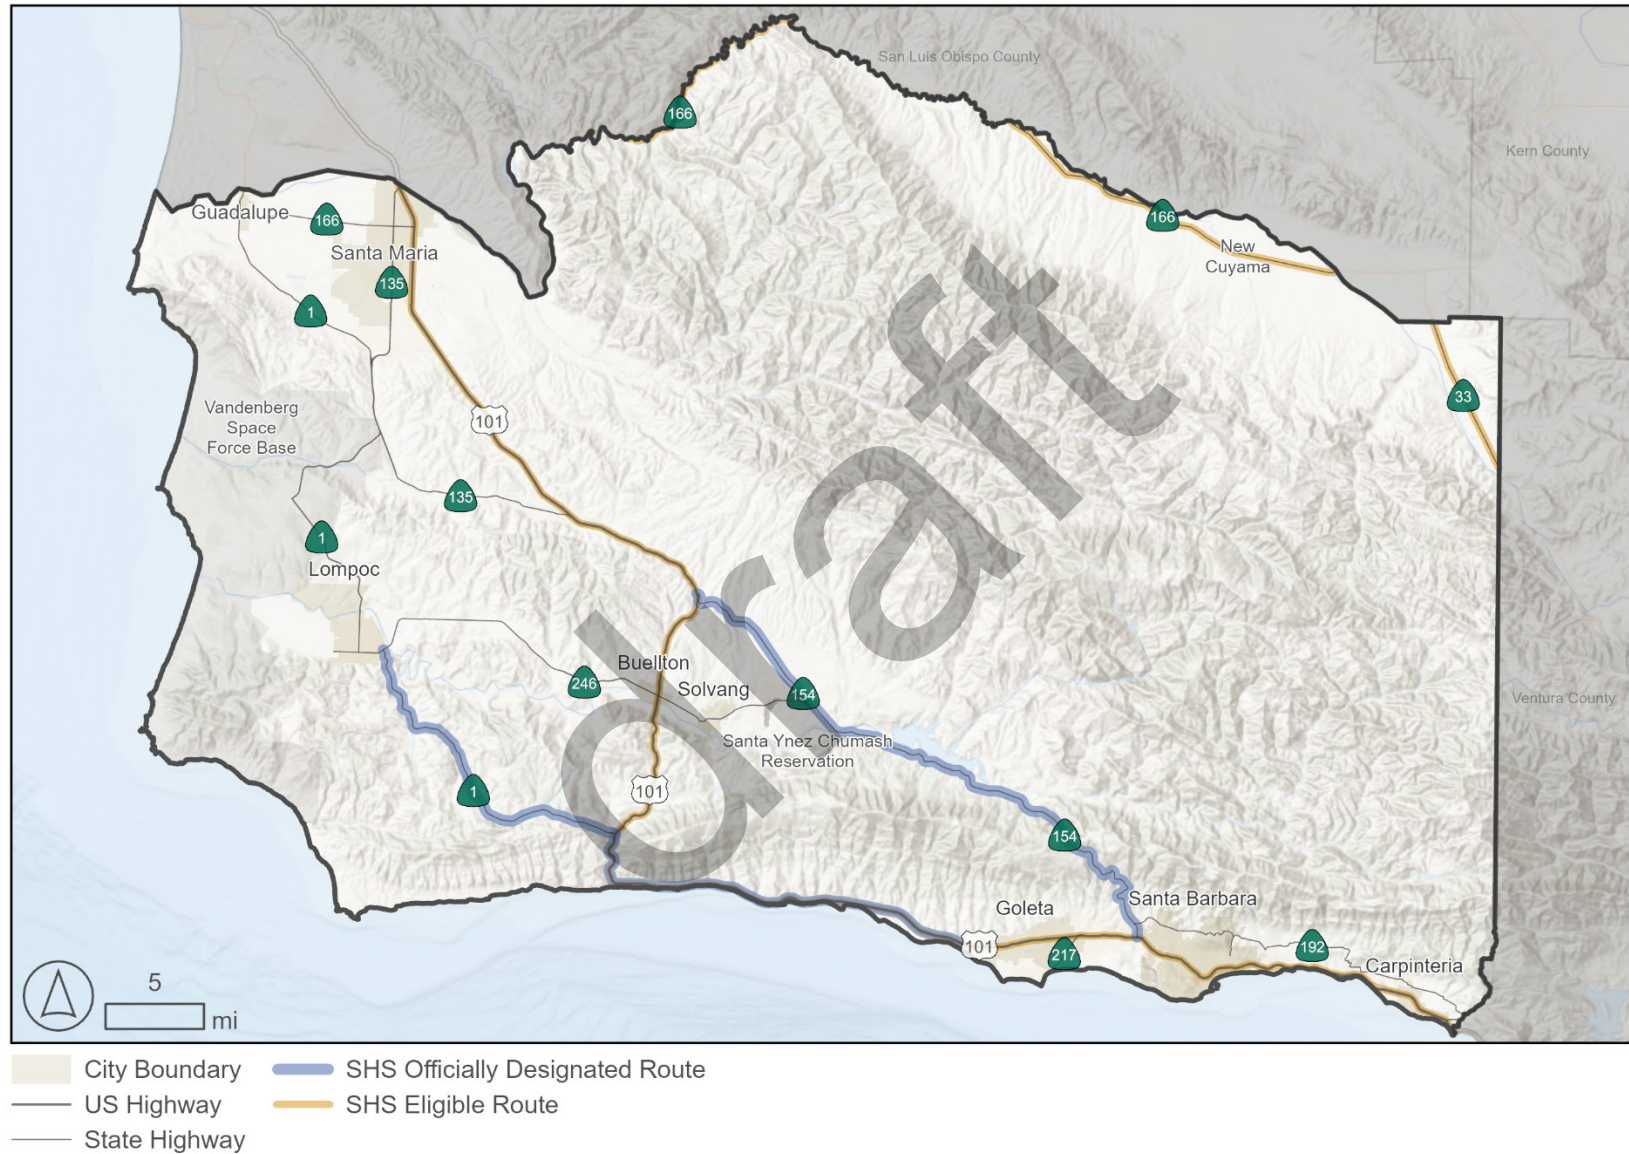 San Luis Obispo County
166
Kern County
Guadalupe
166
166
Santa Maria
New
Cuyama
135
1
33
Vandenberg
Space
Force Base
101
135
1
Lompoc
draft
Buellton
246
Solvang
154
Ventura County
Santa Ynez Chumash
Reservation
1
101
154
Santa Barbara
Goleta
101
217
192
Carpinteria
5
mi
City Boundary
SHS Officially Designated Route
US Highway
SHS Eligible Route
State Highway